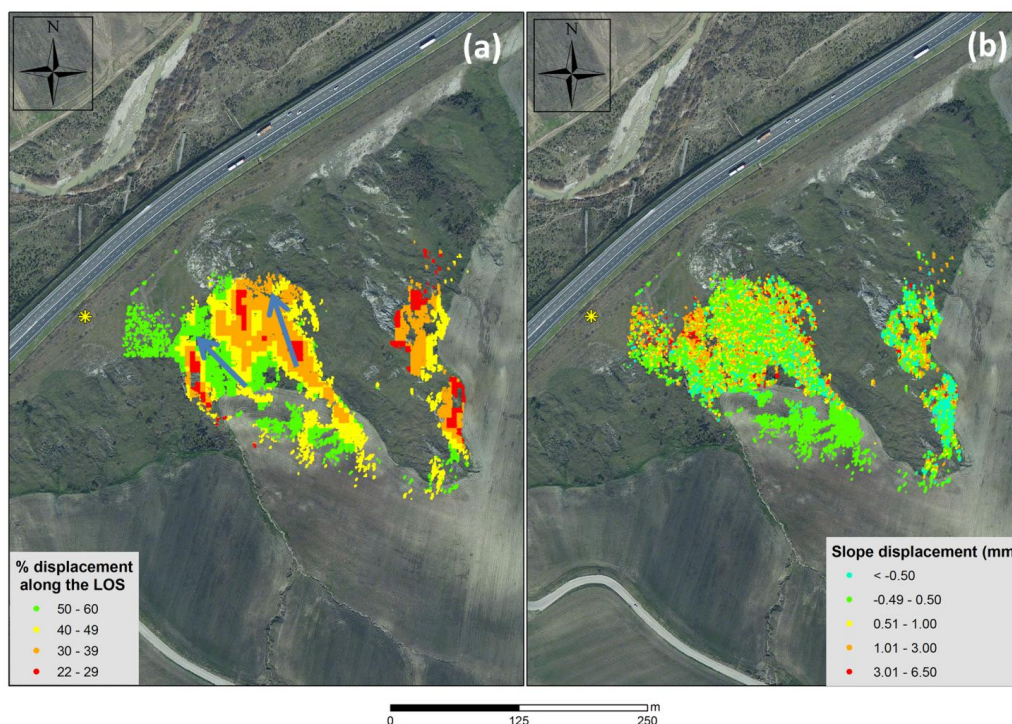 N
(a)
% displacement
along the LOS
50 - 60
40 - 49
30 - 39
22 - 29
N
(b)
Slope displacement (mm)
< -0.50
-0.49 - 0.50
0.51 - 1.00
1.01 - 3.00
3.01 - 6.50
m
0
125
250